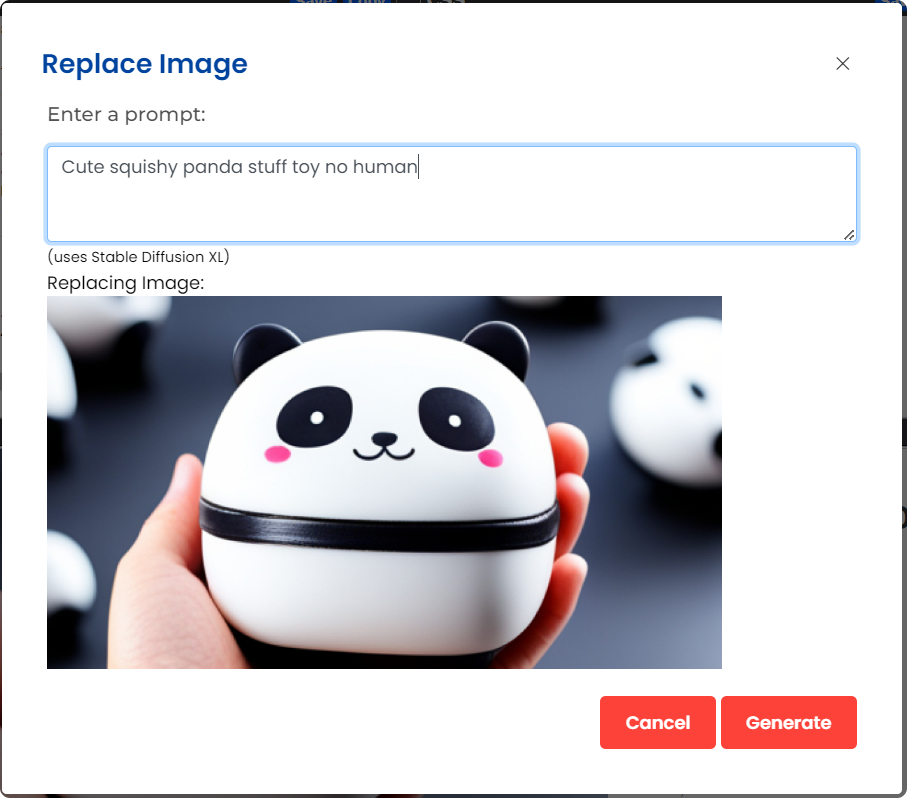 Replace Image
Enter a prompt:
Cute squishy panda stuff toy no human
(uses Stable Diffusion XL)
Replacing Image:
Cancel Generate